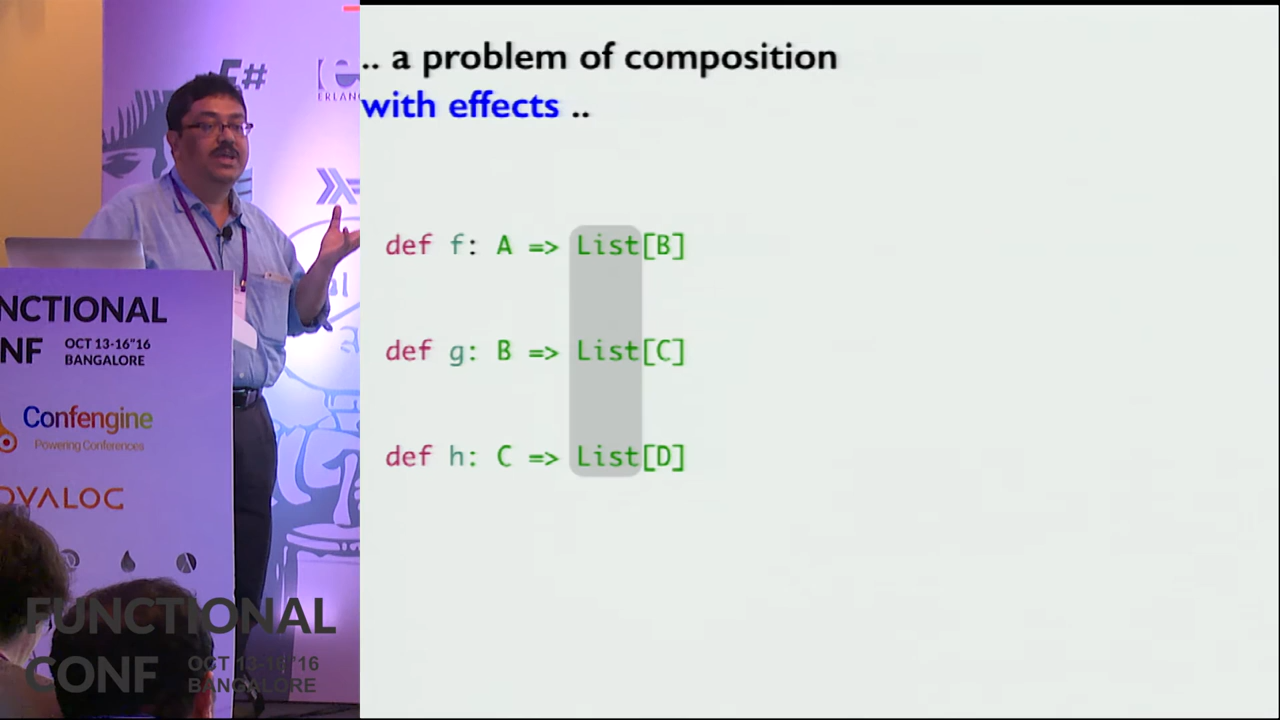 .. a problem of composition
with effects ..
def f: A => List[B]
def g: B => List[C]
def h: C => List[D]
F#
ERLANG
NCTIONAL
NF
OCT 13-16"16
BANGALORE
Confengine
Powering Conferences
OVALOG
FUNCTIONAL
CONF
OCT 13-16"16
BANGALORE